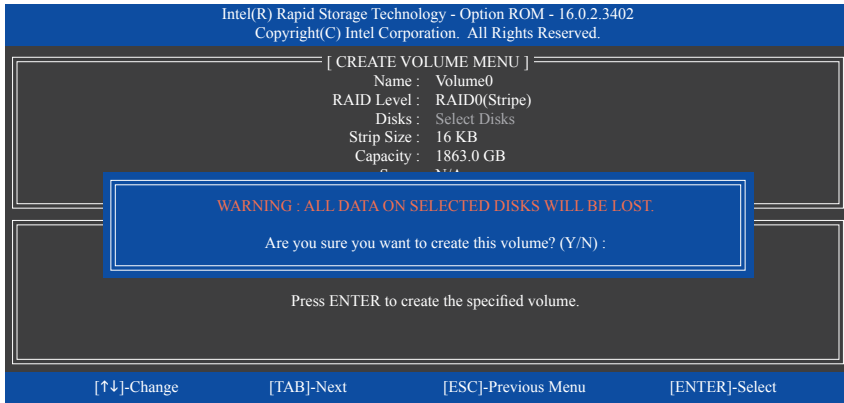 Intel(R) Rapid Storage Technology - Option ROM - 16.0.2.3402
Copyright(C) Intel Corporation. All Rights Reserved.
[ CREATE VOLUME MENU ]
Name : Volume0
RAID Level : RAID0(Stripe)
Disks : Select Disks
Strip Size : 16 KB
Capacity : 1863.0 GB
WARNING : ALL DATA ON SELECTED DISKS WILL BE LOST.
Are you sure you want to create this volume? (Y/N) :
Press ENTER to create the specified volume.
[↑↓]-Change [TAB]-Next [ESC]-Previous Menu [ENTER]-Select